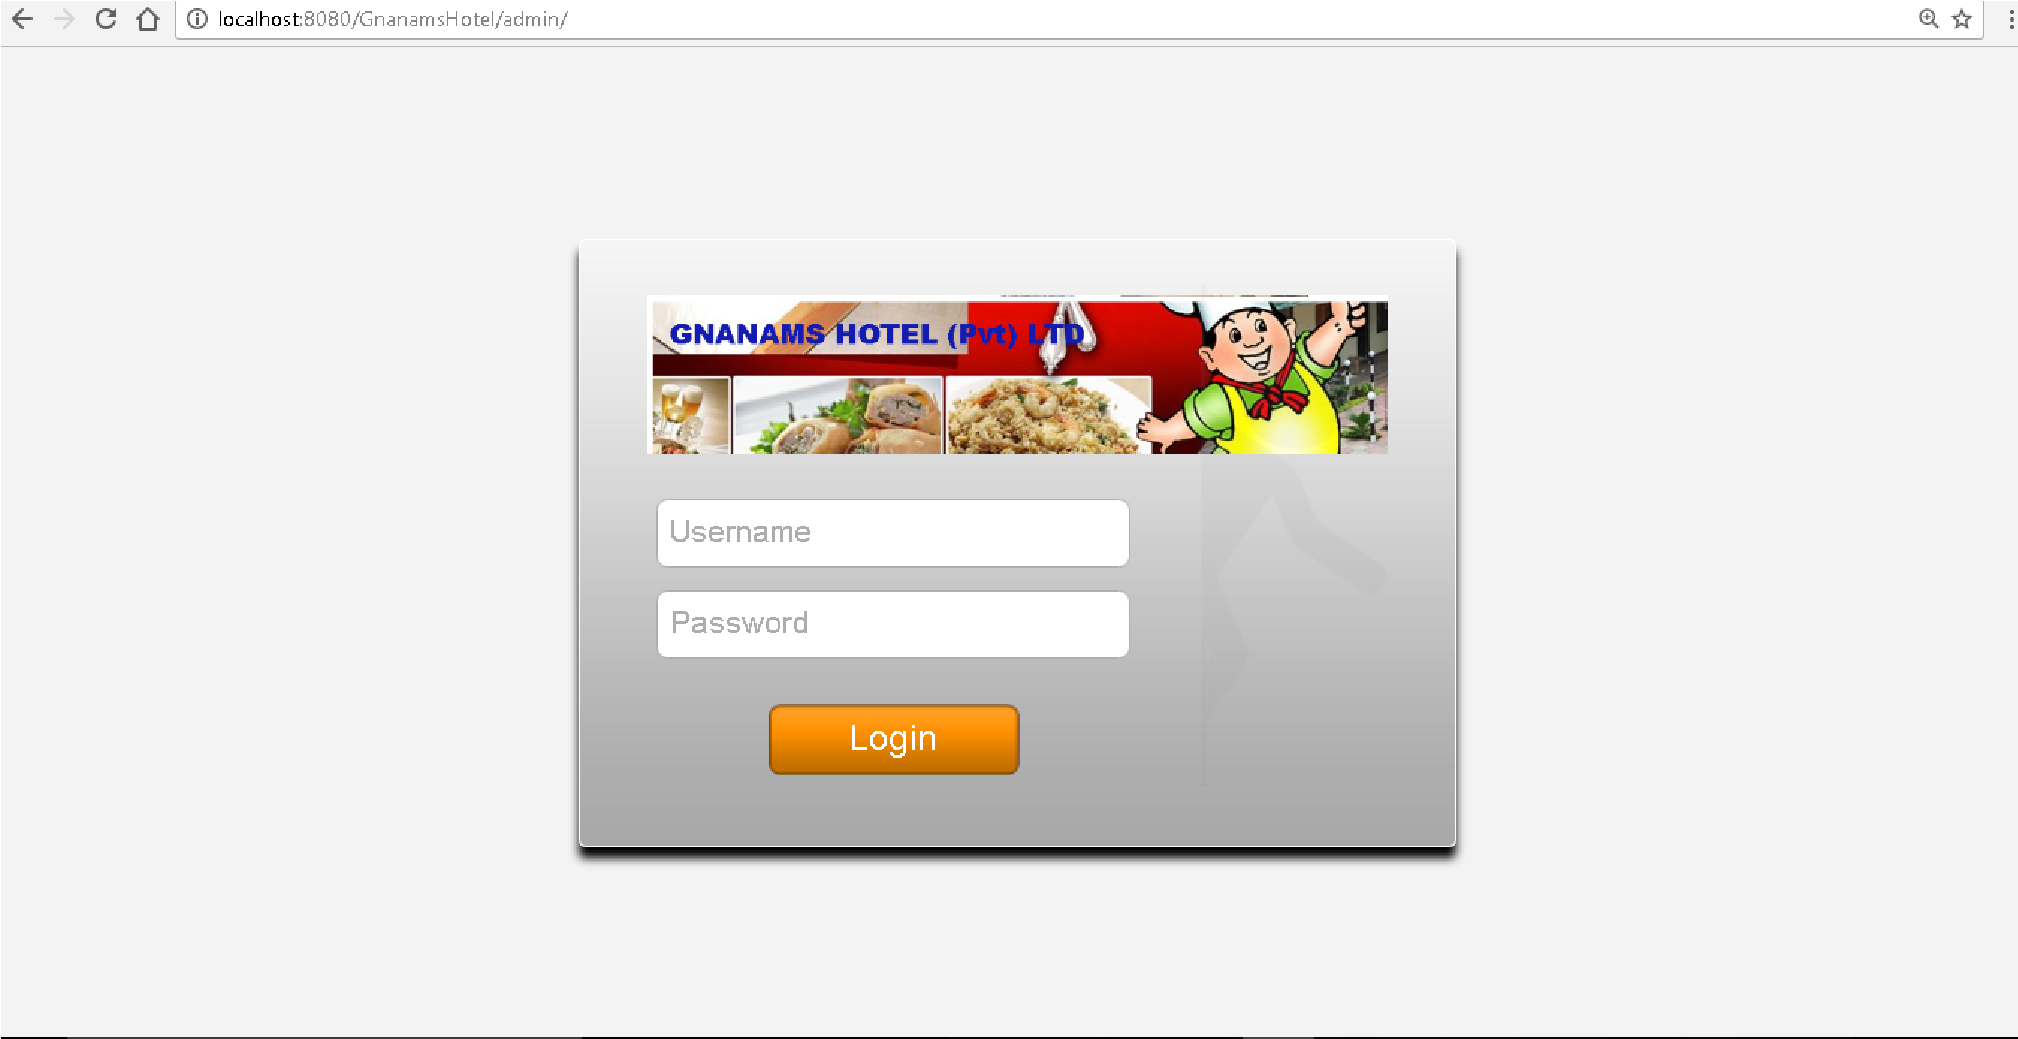 localhost:8080/GnanamsHotel/admin/
GNANAMS HOTEL (Pvt) LTD
Username
Password
Login